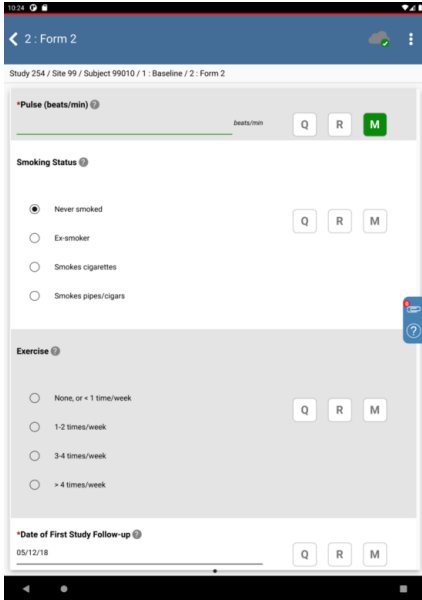 10:24
2 : Form 2
Study 254 / Site 99 / Subject 99010 / 1 : Baseline / 2 : Form 2
*Pulse (beats/min) ?
beats/min
Q R M
Smoking Status ?
Never smoked
Q R M
Ex-smoker
Smokes cigarettes
Smokes pipes/cigars
?
Exercise ?
None, or < 1 time/week
Q R M
1-2 times/week
3-4 times/week
> 4 times/week
*Date of First Study Follow-up ?
05/12/18
Q R M